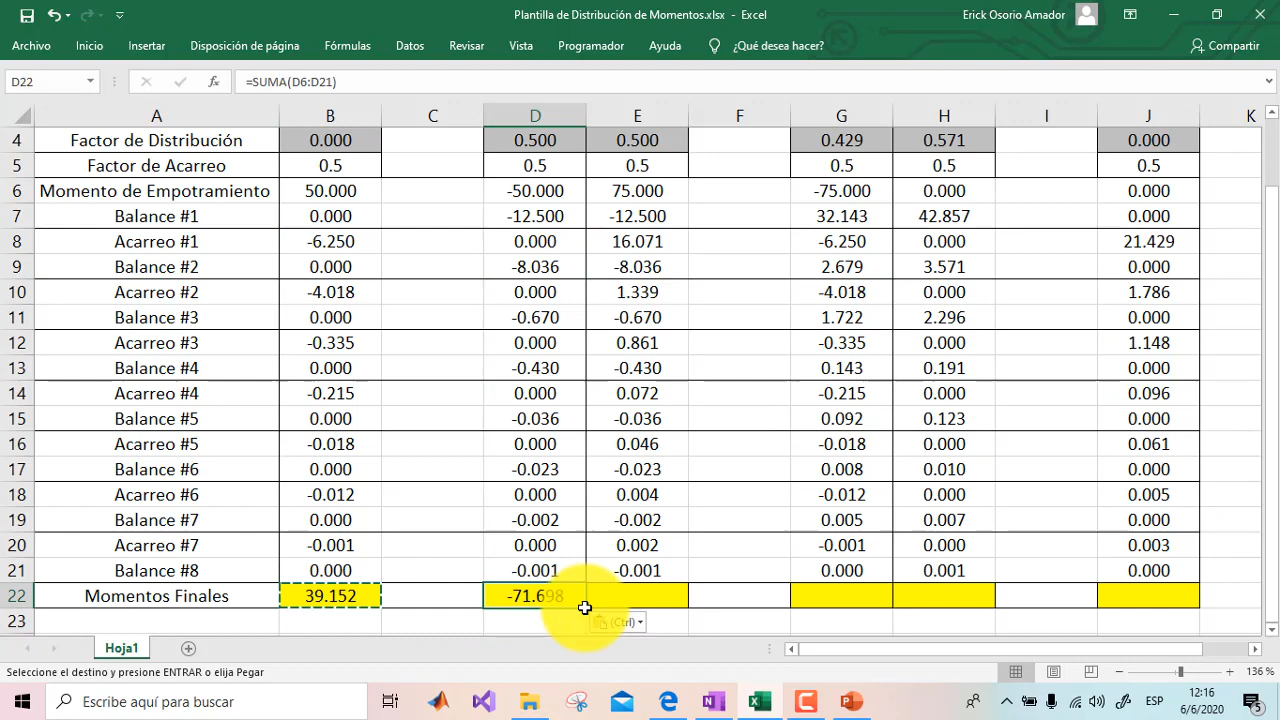 Plantilla de Distribución de Momentos.xlsx - Excel
Erick Osorio Amador
Archivo Inicio Insertar Disposición de página Fórmulas Datos Revisar Vista Programador Ayuda ¿Qué desea hacer? Compartir
D22 fx =SUMA(D6:D21)
A B C D E F G H I J K
4 Factor de Distribución 0.000 0.500 0.500 0.429 0.571 0.000
5 Factor de Acarreo 0.5 0.5 0.5 0.5 0.5 0.5
6 Momento de Empotramiento 50.000 -50.000 75.000 -75.000 0.000 0.000
7 Balance #1 0.000 -12.500 -12.500 32.143 42.857 0.000
8 Acarreo #1 -6.250 0.000 16.071 -6.250 0.000 21.429
9 Balance #2 0.000 -8.036 -8.036 2.679 3.571 0.000
10 Acarreo #2 -4.018 0.000 1.339 -4.018 0.000 1.786
11 Balance #3 0.000 -0.670 -0.670 1.722 2.296 0.000
12 Acarreo #3 -0.335 0.000 0.861 -0.335 0.000 1.148
13 Balance #4 0.000 -0.430 -0.430 0.143 0.191 0.000
14 Acarreo #4 -0.215 0.000 0.072 -0.215 0.000 0.096
15 Balance #5 0.000 -0.036 -0.036 0.092 0.123 0.000
16 Acarreo #5 -0.018 0.000 0.046 -0.018 0.000 0.061
17 Balance #6 0.000 -0.023 -0.023 0.008 0.010 0.000
18 Acarreo #6 -0.012 0.000 0.004 -0.012 0.000 0.005
19 Balance #7 0.000 -0.002 -0.002 0.005 0.007 0.000
20 Acarreo #7 -0.001 0.000 0.002 -0.001 0.000 0.003
21 Balance #8 0.000 -0.001 -0.001 0.000 0.001 0.000
22 Momentos Finales 39.152 -71.698
23 (Ctrl)
Hoja1
Seleccione el destino y presione ENTRAR o elija Pegar 136 %
Escribe aquí para buscar ESP 12:16
6/6/2020 5